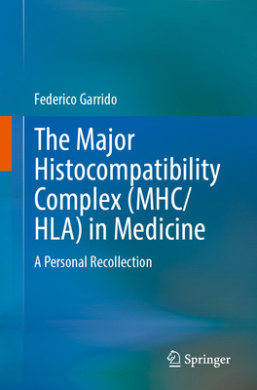 Federico Garrido
The Major
Histocompatibility
Complex (MHC/
HLA) in Medicine
A Personal Recollection
Springer